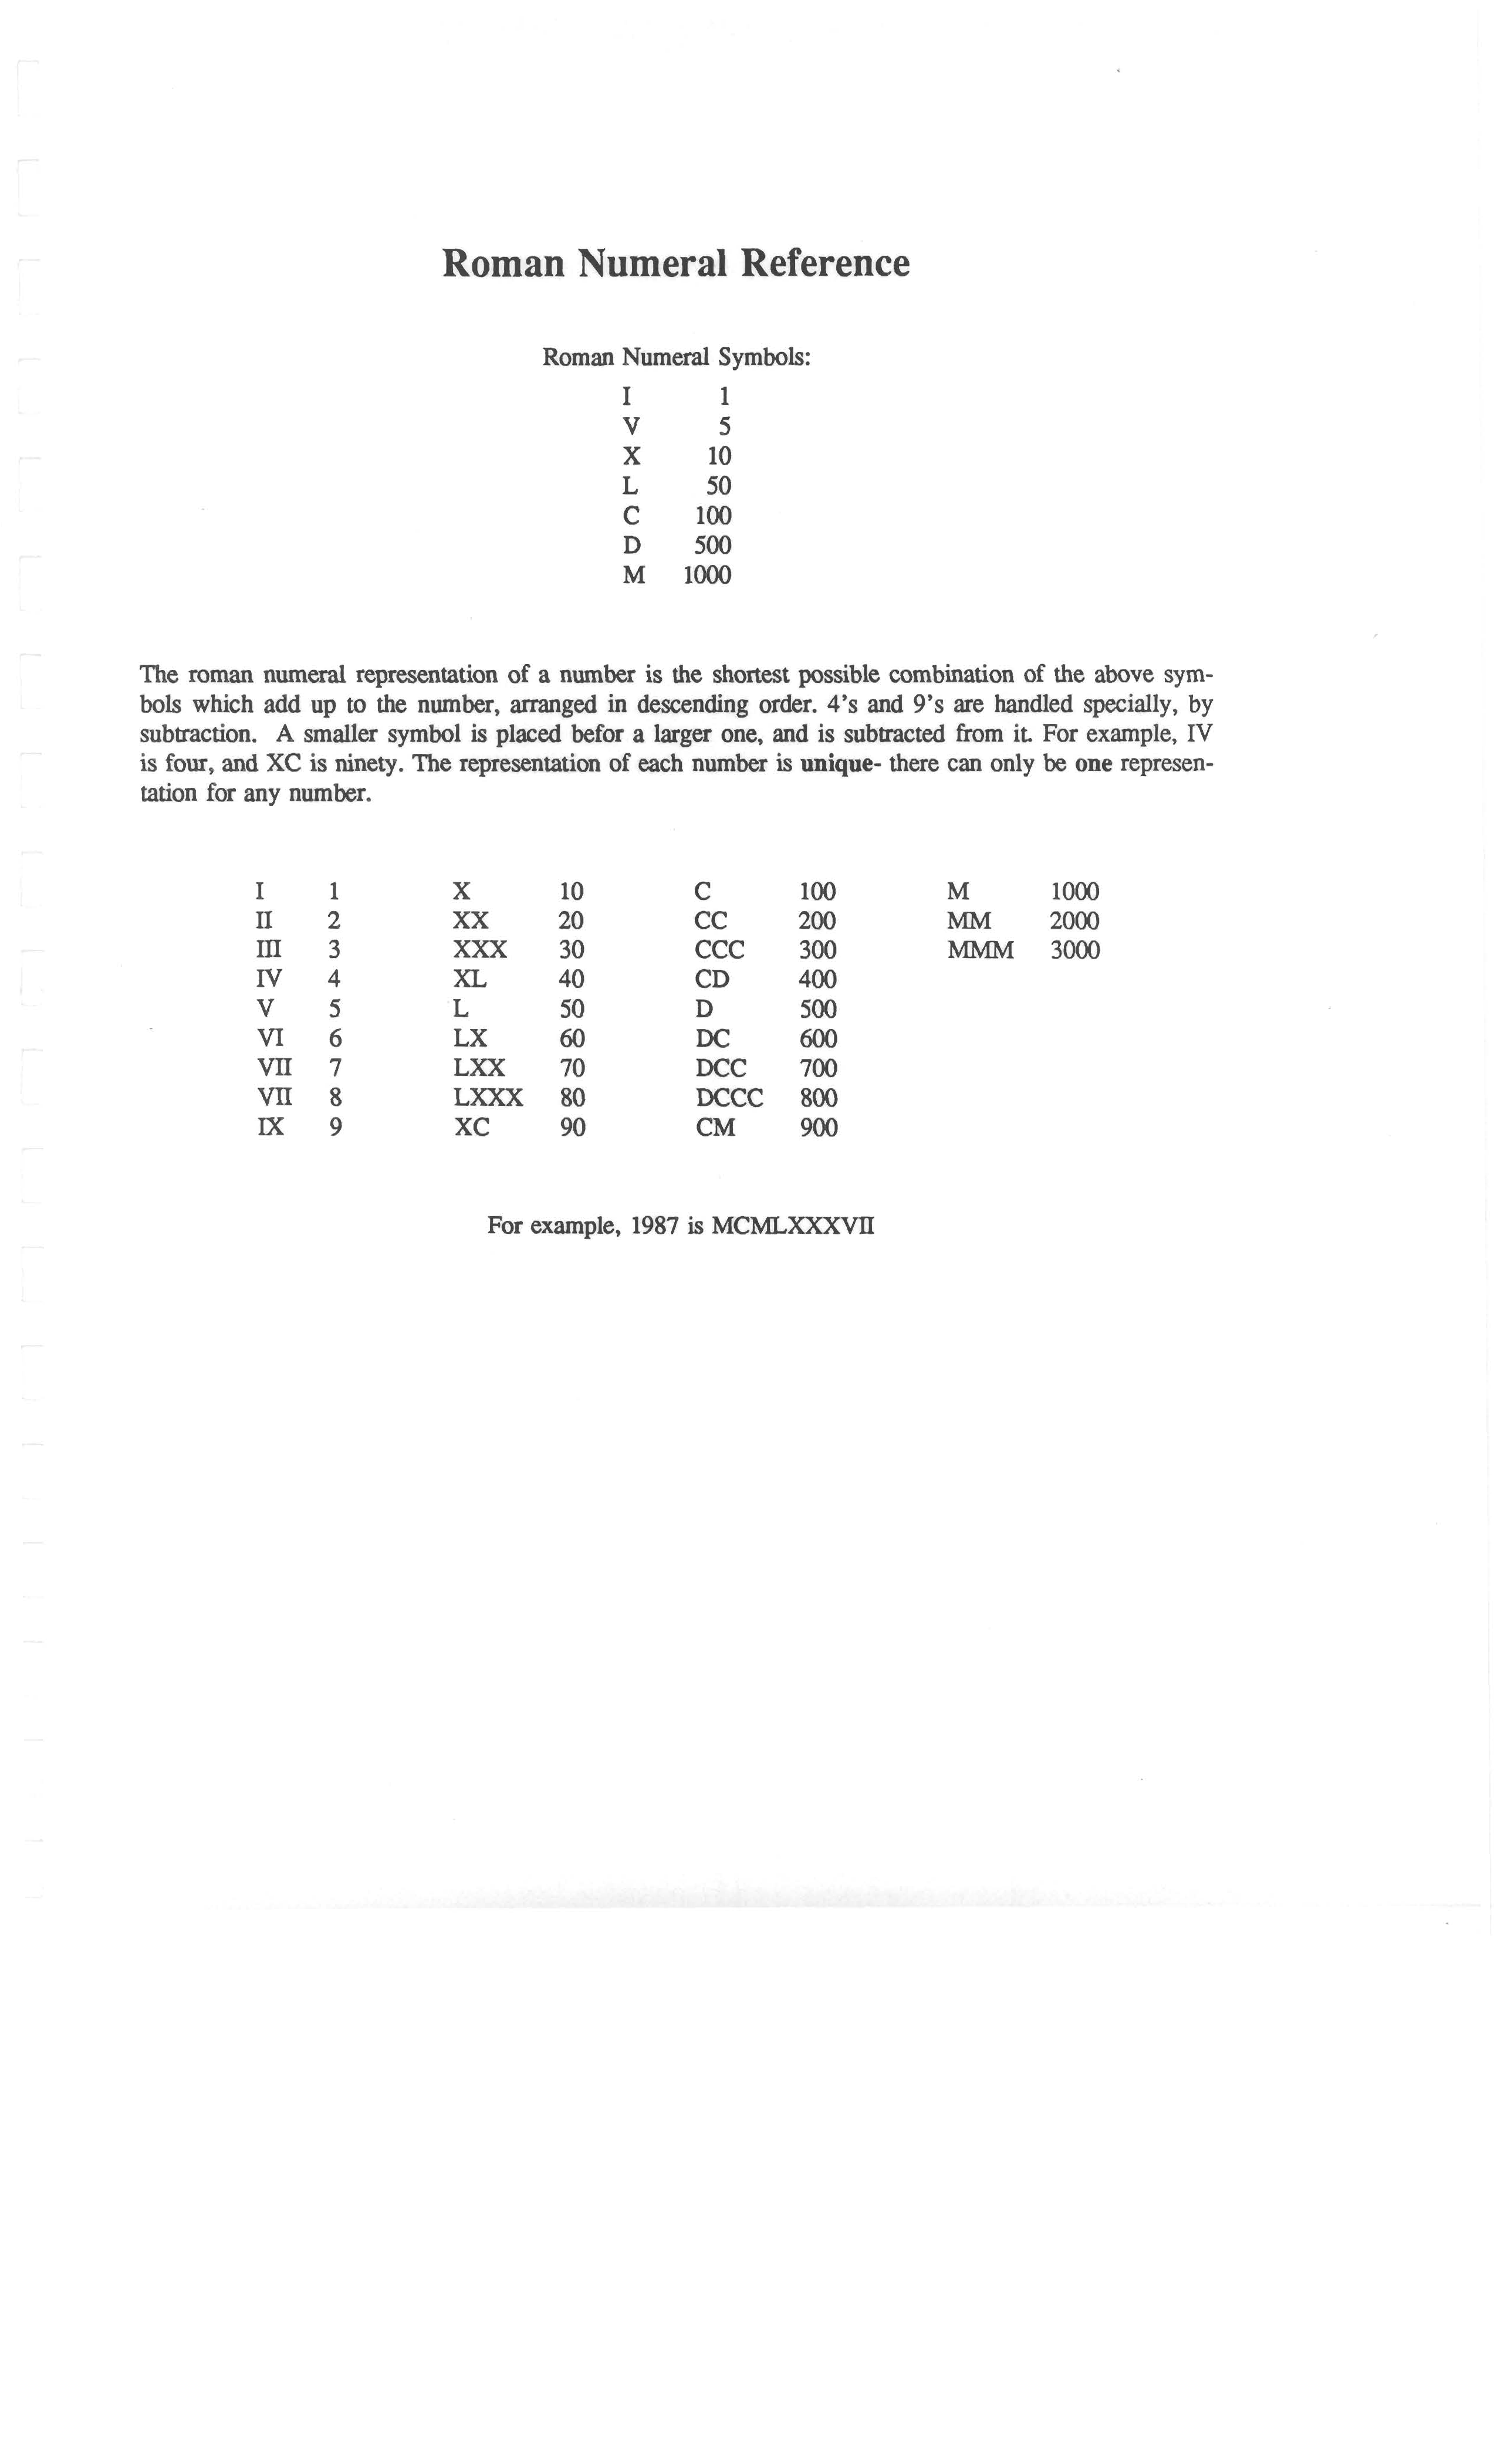 Roman Numeral Reference
Roman Numeral Symbols:
I 1
V 5
X 10
L 50
C 100
D 500
M 1000
The roman numeral representation of a number is the shortest possible combination of the above sym-
bols which add up to the number, arranged in descending order. 4's and 9's are handled specially, by
subtraction. A smaller symbol is placed befor a larger one, and is subtracted from it. For example, IV
is four, and XC is ninety. The representation of each number is unique- there can only be one represen-
tation for any number.
I 1 X 10 C 100 M 1000
II 2 XX 20 CC 200 MM 2000
III 3 XXX 30 CCC 300 MMM 3000
IV 4 XL 40 CD 400
V 5 L 50 D 500
VI 6 LX 60 DC 600
VII 7 LXX 70 DCC 700
VII 8 LXXX 80 DCCC 800
IX 9 XC 90 CM 900
For example, 1987 is MCMLXXXVII